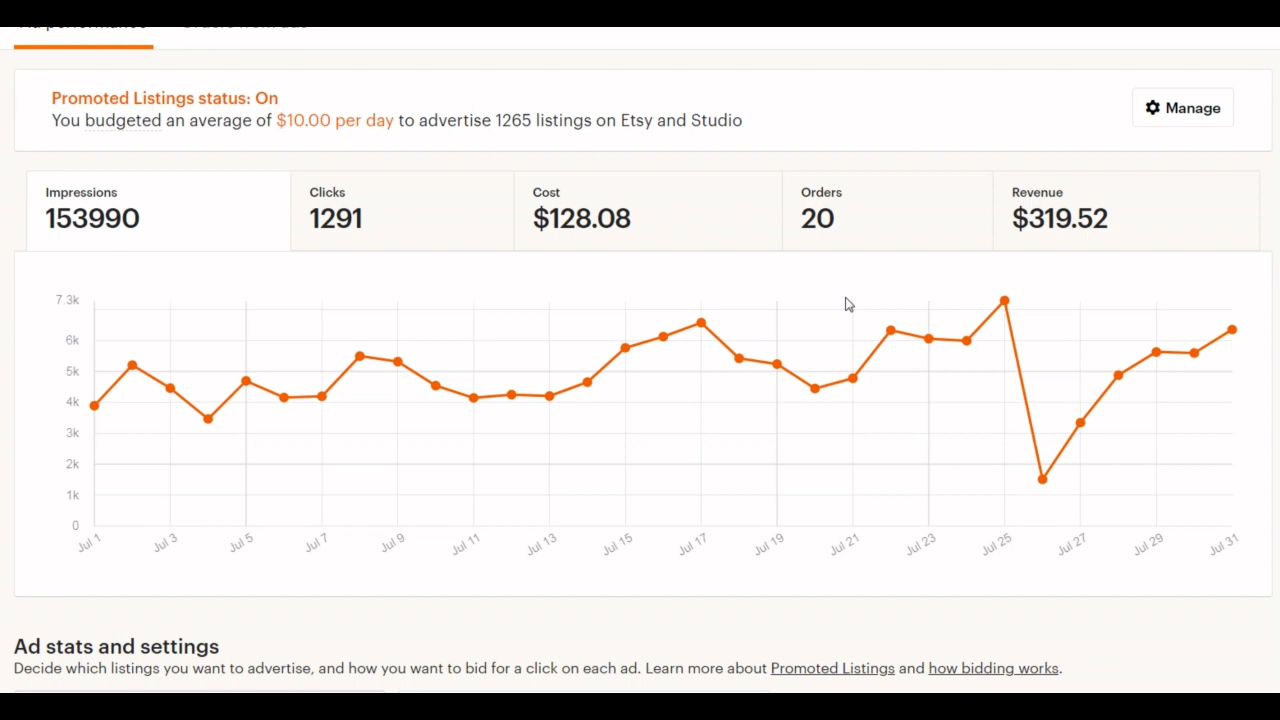 Promoted Listings status: On
You budgeted an average of $10.00 per day to advertise 1265 listings on Etsy and Studio
Manage
Impressions
153990
Clicks
1291
Cost
$128.08
Orders
20
Revenue
$319.52
7.3k
6k
5k
4k
3k
2k
1k
0
Jul 1
Jul 3
Jul 5
Jul 7
Jul 9
Jul 11
Jul 13
Jul 15
Jul 17
Jul 19
Jul 21
Jul 23
Jul 25
Jul 27
Jul 29
Jul 31
Ad stats and settings
Decide which listings you want to advertise, and how you want to bid for a click on each ad. Learn more about Promoted Listings and how bidding works.